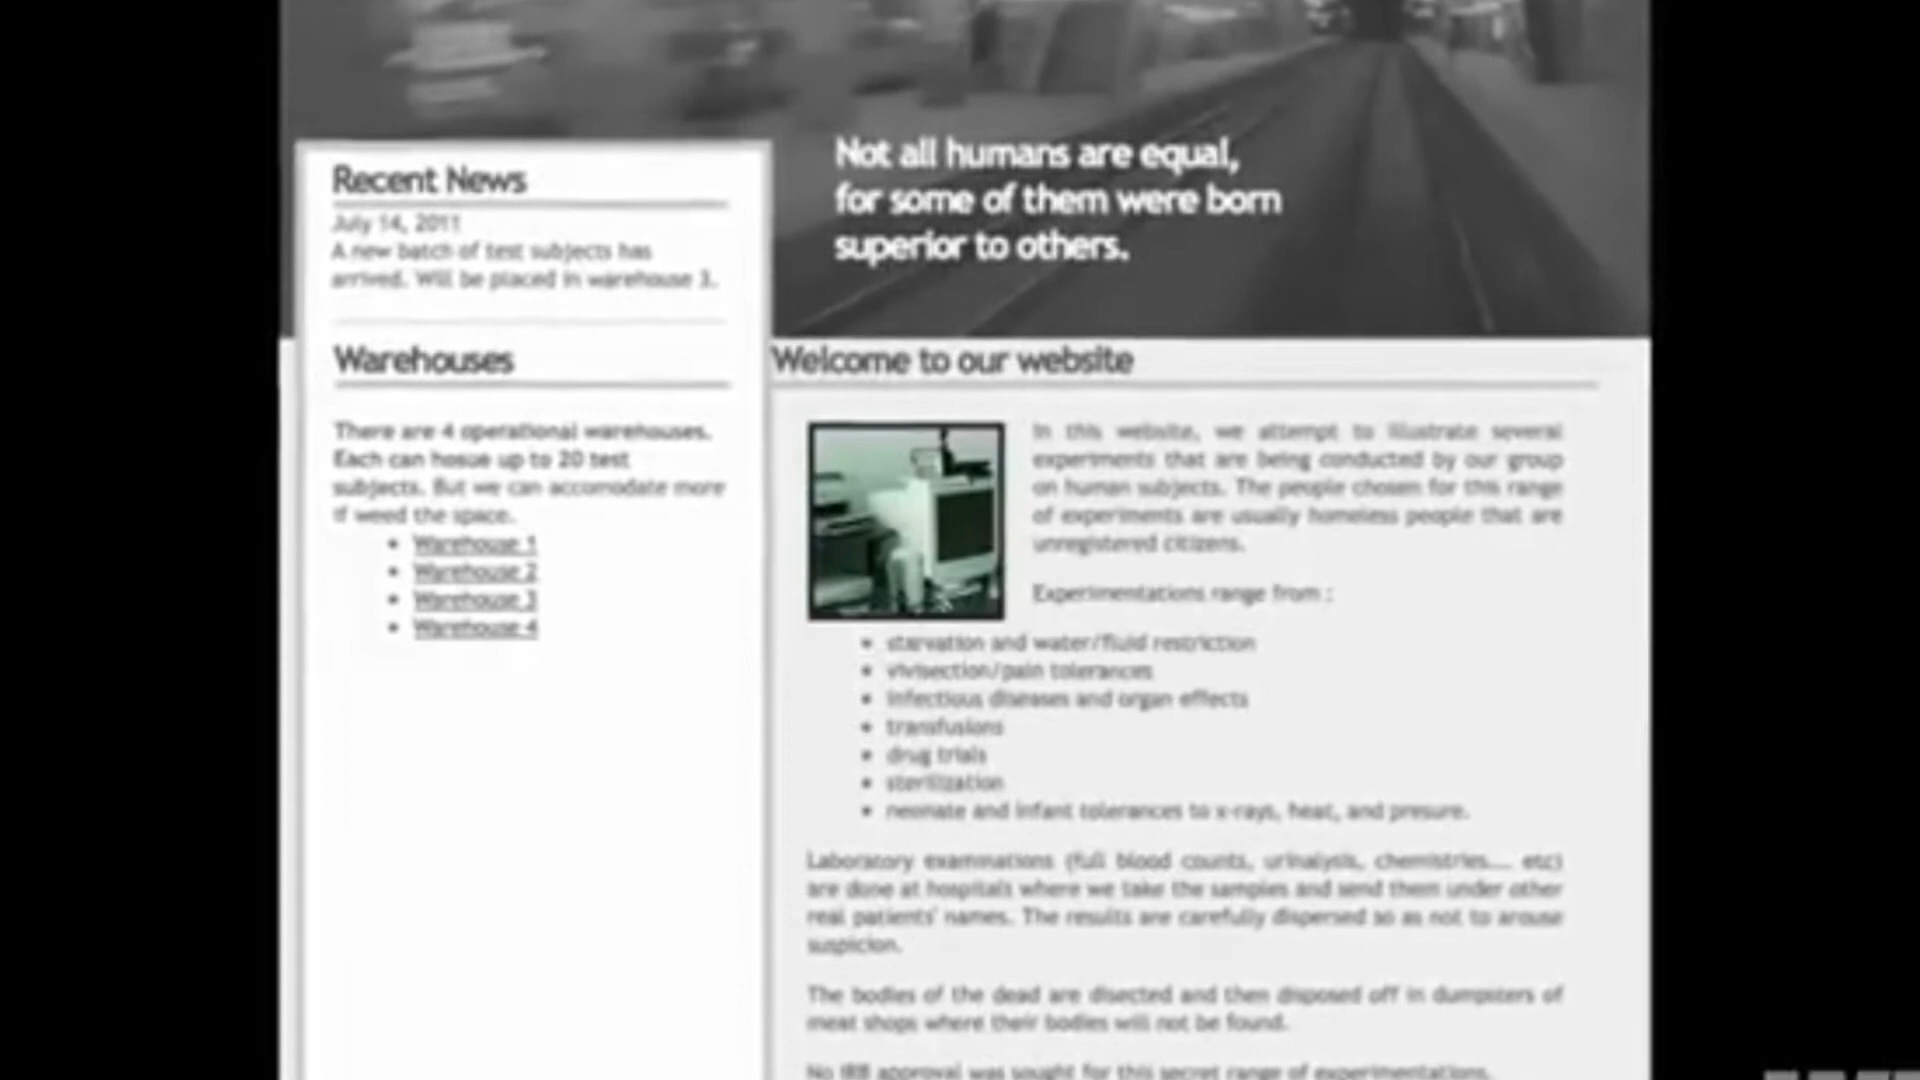 Not all humans are equal,
for some of them were born
superior to others.
Recent News
July 14, 2011
A new batch of test subjects has
arrived. Will be placed in warehouse 3.
Warehouses
There are 4 operational warehouses.
Each can hosue up to 20 test
subjects. But we can accomodate more
if weed the space.
Warehouse 1
Warehouse 2
Warehouse 3
Warehouse 4
Welcome to our website
In this website, we attempt to illustrate several
experiments that are being conducted by our group
on human subjects. The people chosen for this range
of experiments are usually homeless people that are
unregistered citizens.
Experimentations range from :
starvation and water/fluid restriction
vivisection/pain tolerances
infectious diseases and organ effects
transfusions
drug trials
sterilization
neonate and infant tolerances to x-rays, heat, and presure.
Laboratory examinations (full blood counts, urinalysis, chemistries.... etc)
are done at hospitals where we take the samples and send them under other
real patients' names. The results are carefully dispersed so as not to arouse
suspicion.
The bodies of the dead are disected and then disposed off in dumpsters of
meat shops where their bodies will not be found.
No IRB approval was sought for this secret range of experimentations.